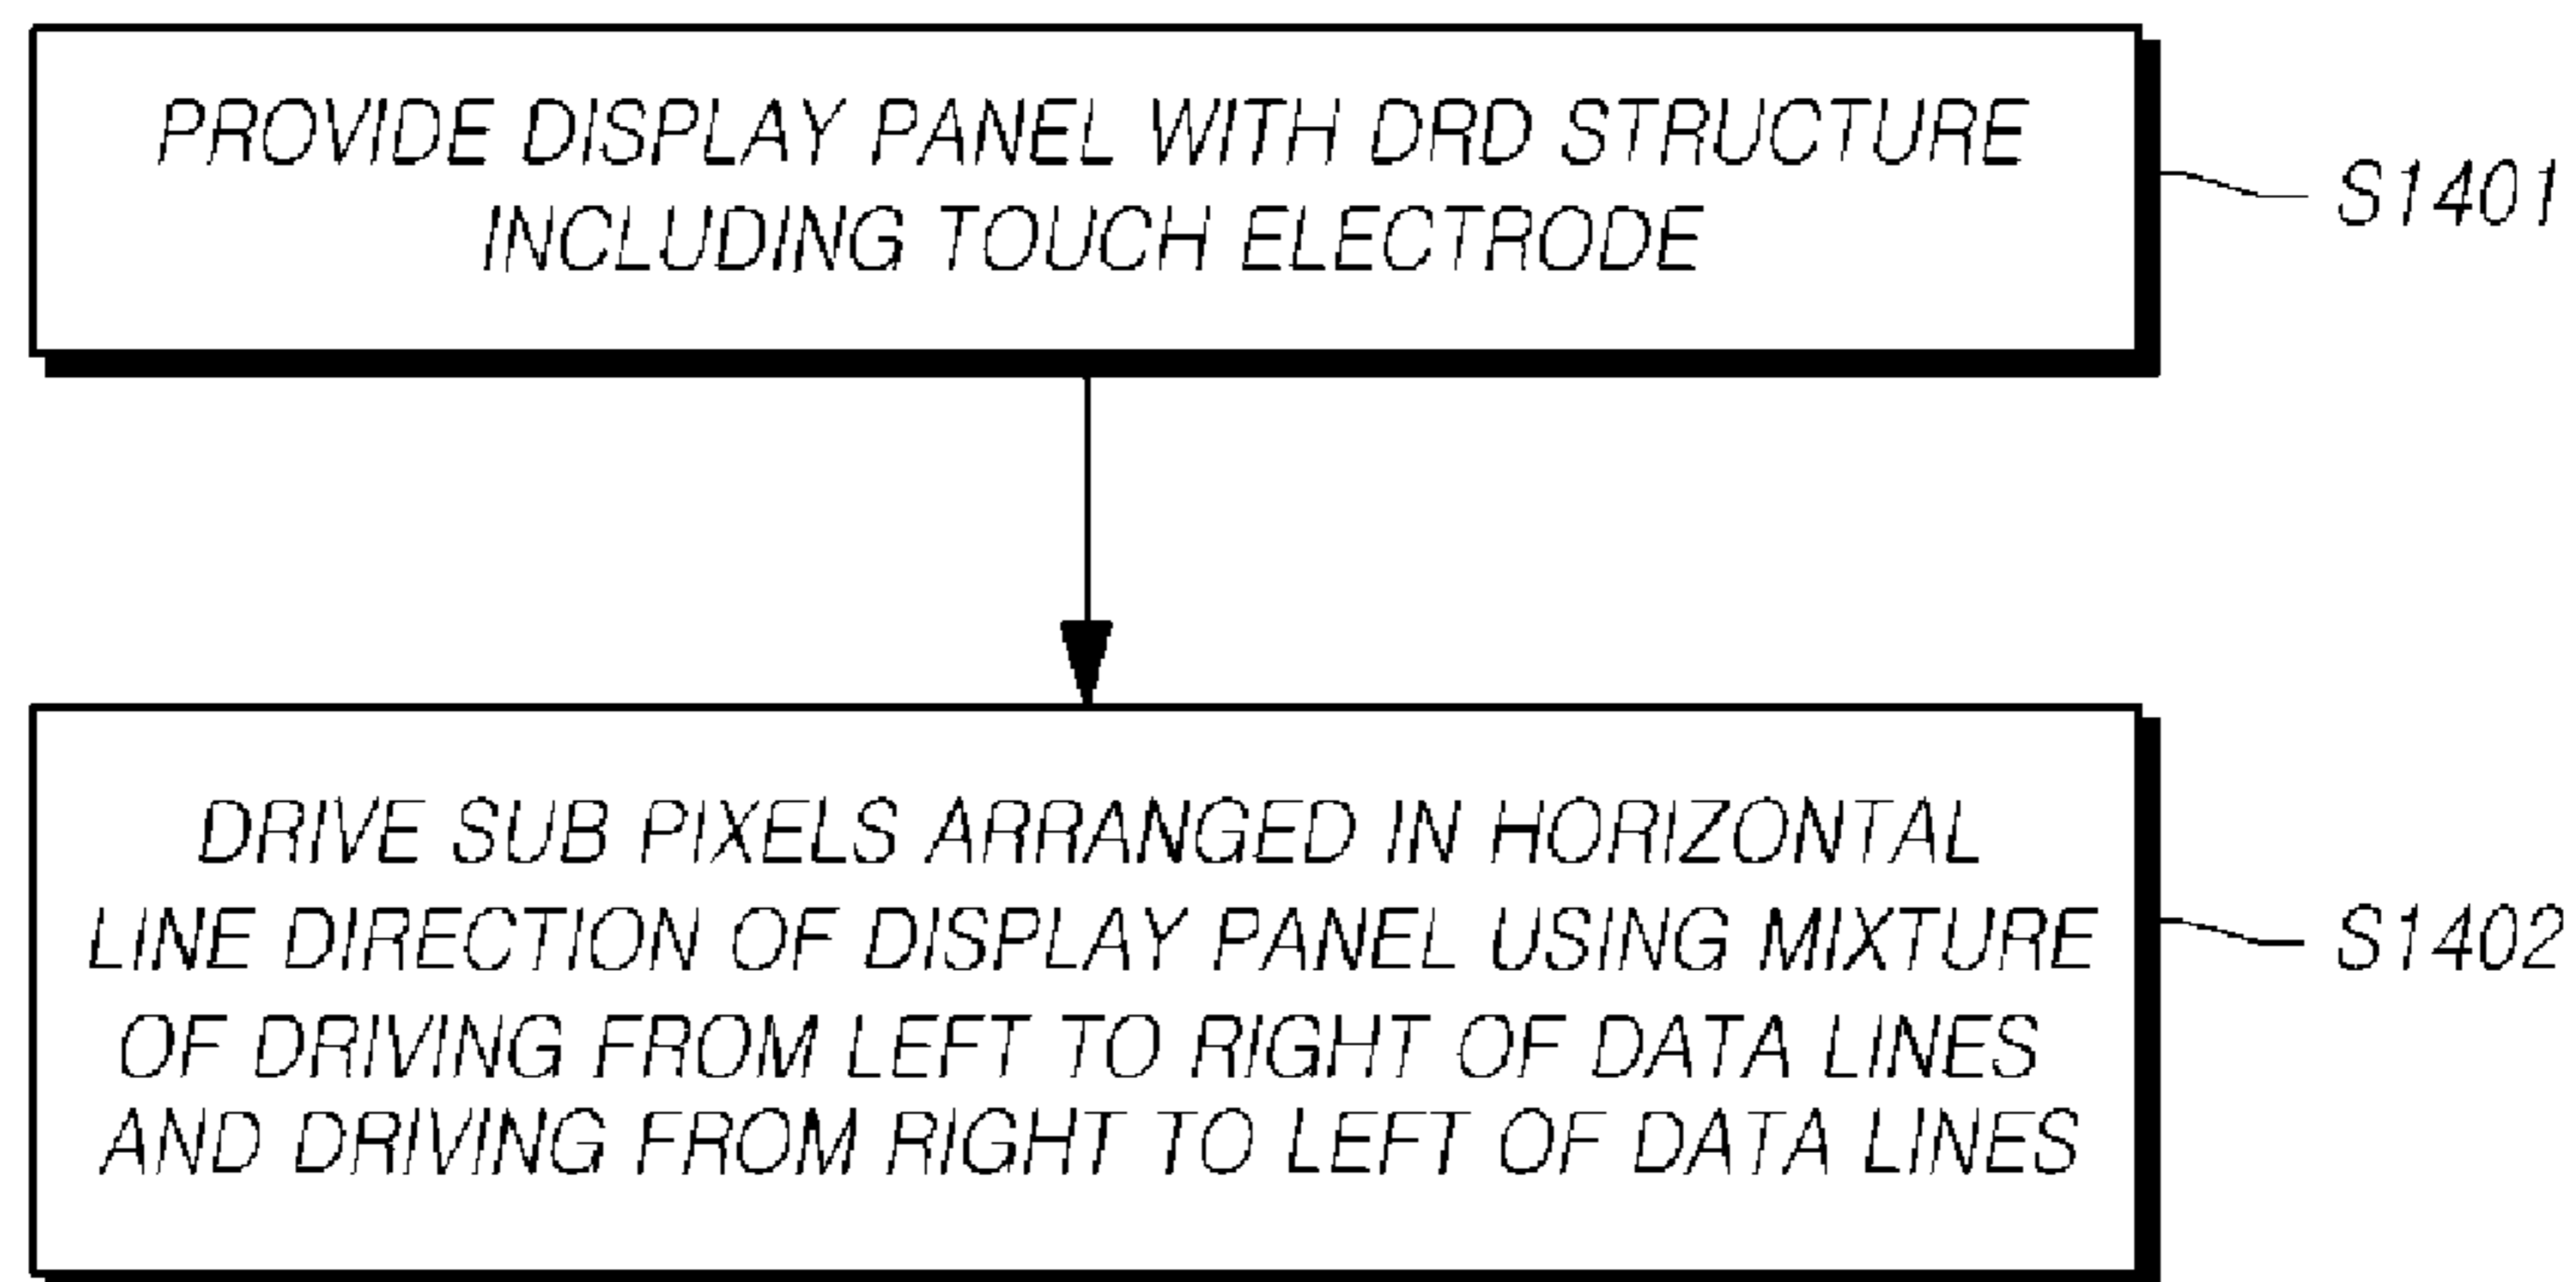 PROVIDE DISPLAY PANEL WITH DRD STRUCTURE
INCLUDING TOUCH ELECTRODE
S1401
DRIVE SUB PIXELS ARRANGED IN HORIZONTAL
LINE DIRECTION OF DISPLAY PANEL USING MIXTURE
OF DRIVING FROM LEFT TO RIGHT OF DATA LINES
AND DRIVING FROM RIGHT TO LEFT OF DATA LINES
S1402